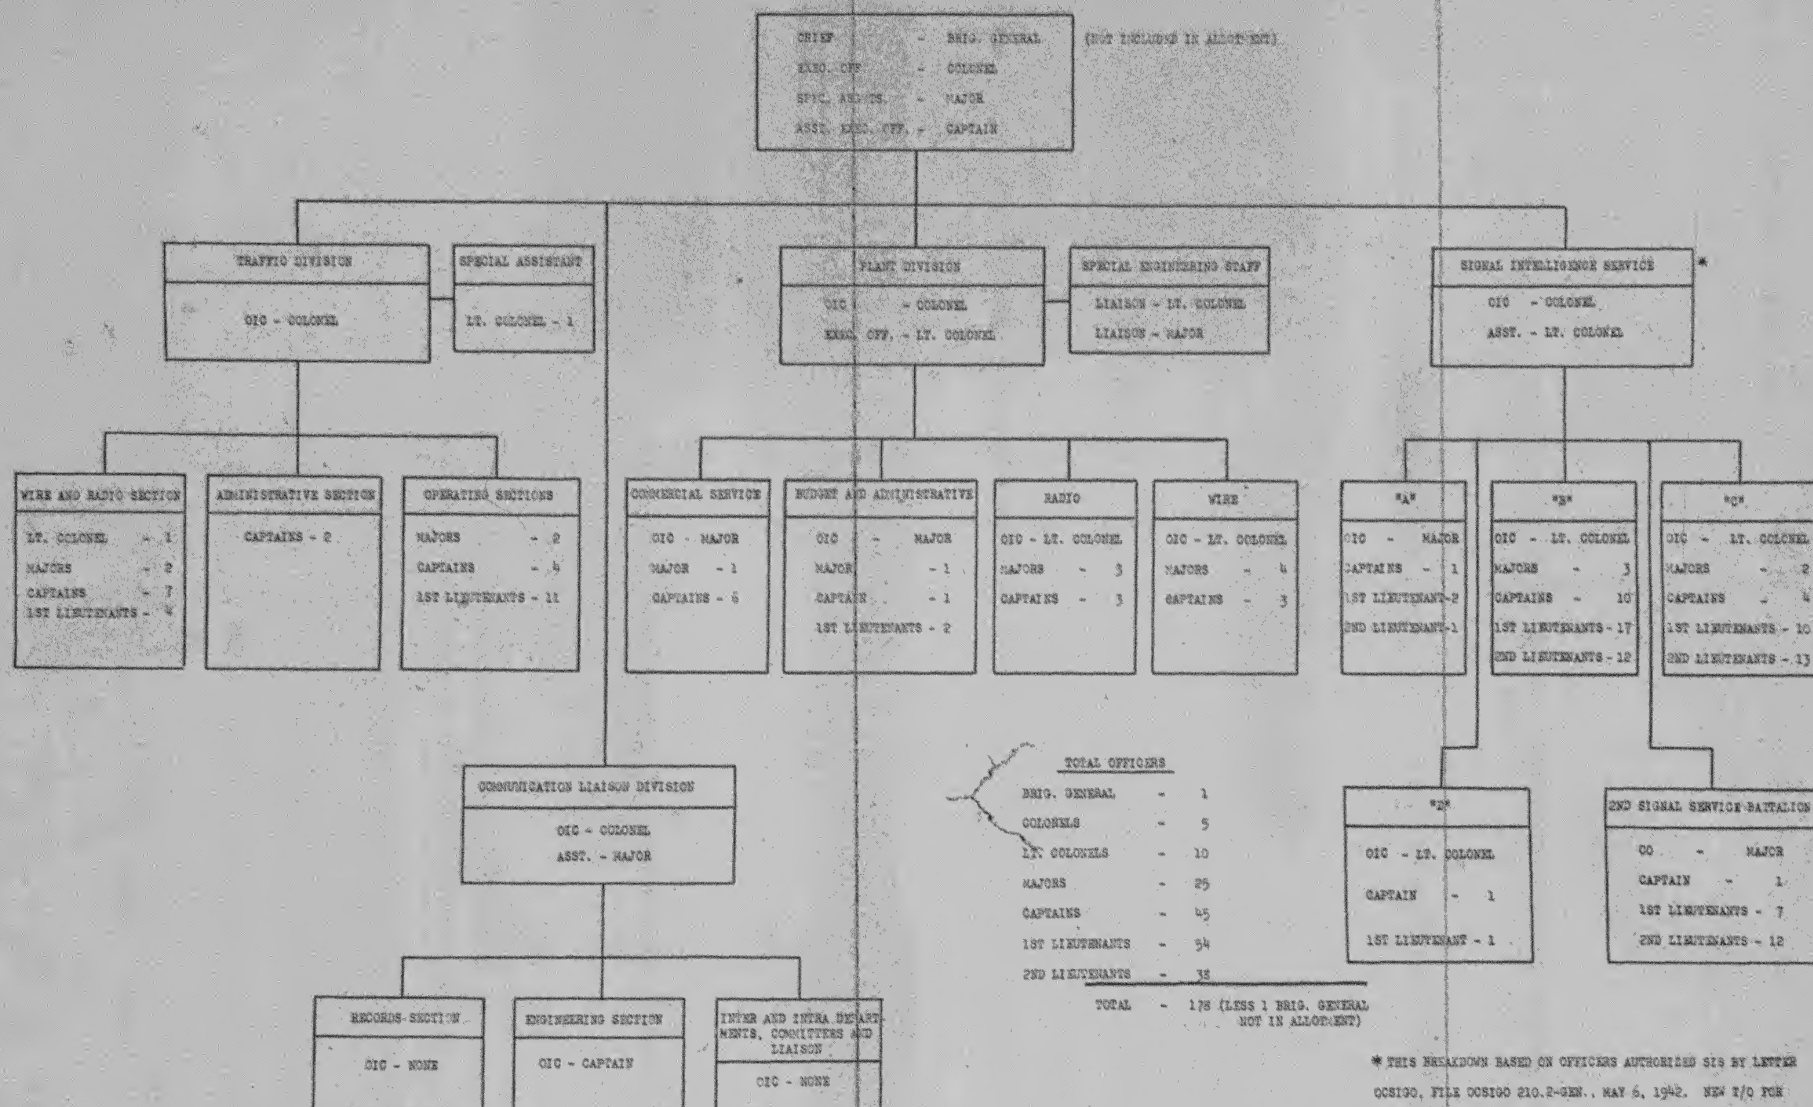 CHIEF - BRIG. GENERAL (NOT INCLUDED IN ALLOTMENT)
EXEC. OFF - COLONEL
SPEC. ASSTS. - MAJOR
ASST. EXEC. OFF. - CAPTAIN
TRAFFIC DIVISION
OIC - COLONEL
SPECIAL ASSISTANT
LT. COLONEL - 1
PLANT DIVISION
OIC - COLONEL
EXEC. OFF. - LT. COLONEL
SPECIAL ENGINEERING STAFF
LIAISON - LT. COLONEL
LIAISON - MAJOR
SIGNAL INTELLIGENCE SERVICE *
OIC - COLONEL
ASST. - LT. COLONEL
WIRE AND RADIO SECTION
LT. COLONEL - 1
MAJORS - 2
CAPTAINS - 7
1ST LIEUTENANTS - 4
ADMINISTRATIVE SECTION
CAPTAINS - 2
OPERATING SECTIONS
MAJORS - 2
CAPTAINS - 4
1ST LIEUTENANTS - 11
COMMERCIAL SERVICE
OIC - MAJOR
MAJOR - 1
CAPTAINS - 6
BUDGET AND ADMINISTRATIVE
OIC - MAJOR
MAJOR - 1
CAPTAIN - 1
1ST LIEUTENANTS - 2
RADIO
OIC - LT. COLONEL
MAJORS - 3
CAPTAINS - 3
WIRE
OIC - LT. COLONEL
MAJORS - 4
CAPTAINS - 3
"A"
OIC - MAJOR
CAPTAINS - 1
1ST LIEUTENANT-2
2ND LIEUTENANT-1
"B"
OIC - LT. COLONEL
MAJORS - 3
CAPTAINS - 10
1ST LIEUTENANTS - 17
2ND LIEUTENANTS - 12
"C"
OIC - LT. COLONEL
MAJORS - 2
CAPTAINS - 4
1ST LIEUTENANTS - 10
2ND LIEUTENANTS - 13
COMMUNICATION LIAISON DIVISION
OIC - COLONEL
ASST. - MAJOR
TOTAL OFFICERS
BRIG. GENERAL - 1
COLONELS - 5
LT. COLONELS - 10
MAJORS - 25
CAPTAINS - 45
1ST LIEUTENANTS - 54
2ND LIEUTENANTS - 38
TOTAL - 178 (LESS 1 BRIG. GENERAL
NOT IN ALLOTMENT)
"D"
OIC - LT. COLONEL
CAPTAIN - 1
1ST LIEUTENANT - 1
2ND SIGNAL SERVICE BATTALION
CO - MAJOR
CAPTAIN - 1
1ST LIEUTENANTS - 7
2ND LIEUTENANTS - 12
RECORDS SECTION
OIC - NONE
ENGINEERING SECTION
OIC - CAPTAIN
INTER AND INTRA DEPART-
MENTS, COMMITTERS AND
LIAISON
OIC - NONE
* THIS BREAKDOWN BASED ON OFFICERS AUTHORIZED SIS BY LETTER
OCSIGO, FILE OCSIGO 210.2-GEN., MAY 6, 1942. NEW T/O FOR